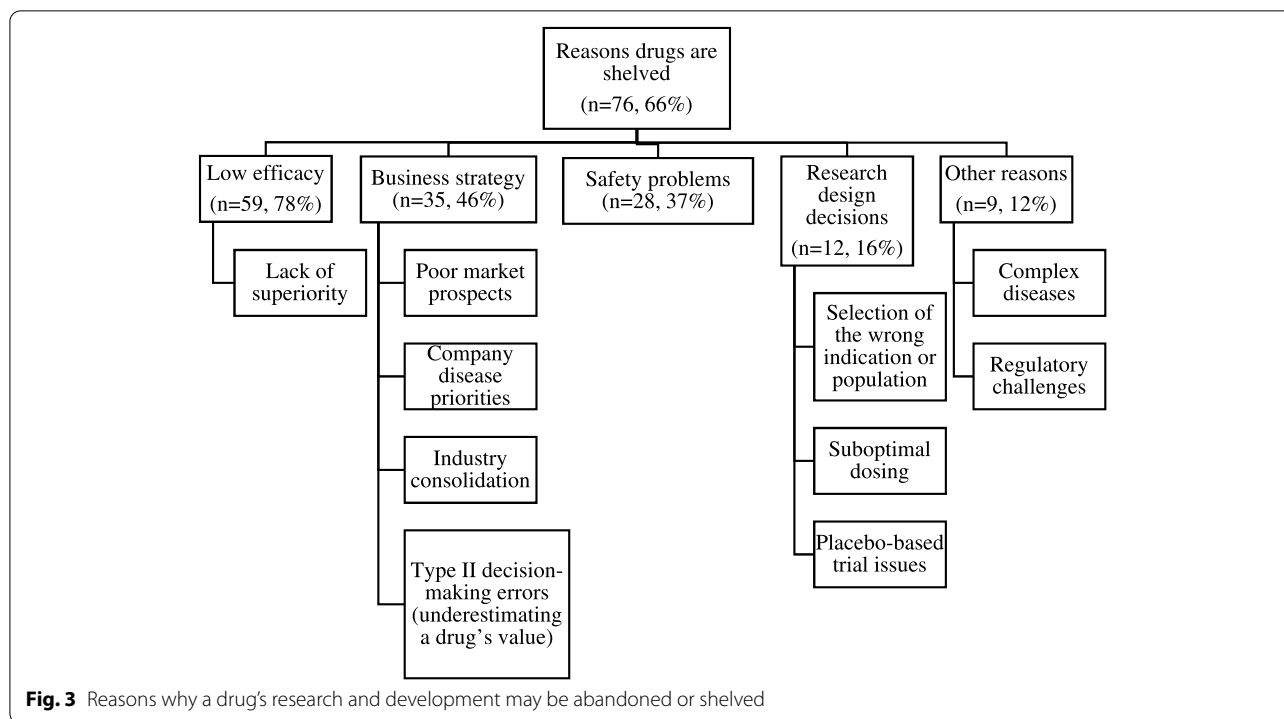 Reasons drugs are
shelved
(n=76, 66%)
Low efficacy
(n=59, 78%)
Lack of
superiority
Business strategy
(n=35, 46%)
Poor market
prospects
Company
disease
priorities
Industry
consolidation
Type II decision-
making errors
(underestimating
a drug’s value)
Safety problems
(n=28, 37%)
Research
design
decisions
(n=12, 16%)
Selection of
the wrong
indication or
population
Suboptimal
dosing
Placebo-based
trial issues
Other reasons
(n=9, 12%)
Complex
diseases
Regulatory
challenges
Fig. 3 Reasons why a drug’s research and development may be abandoned or shelved